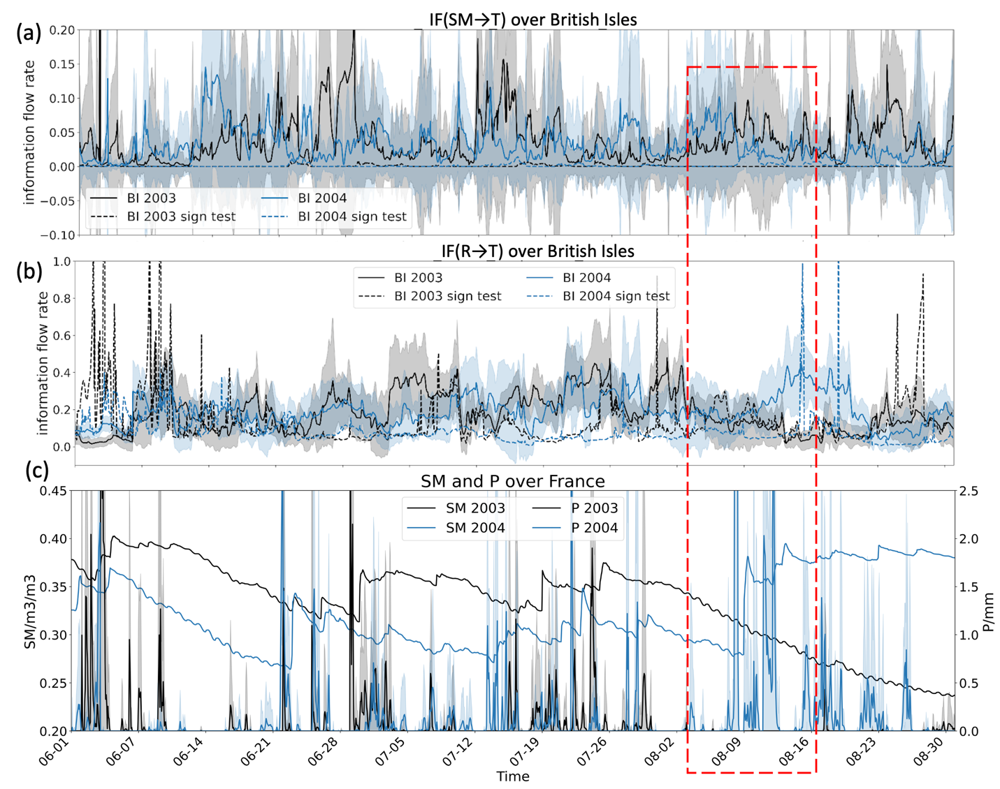 (a)
IF(SM→T) over British Isles
0.20
0.15
0.10
0.05
0.00
−0.05
−0.10
information flow rate
BI 2003
BI 2004
BI 2003 sign test
BI 2004 sign test
(b)
IF(R→T) over British Isles
1.0
0.8
0.6
0.4
0.2
0.0
information flow rate
BI 2003
BI 2004
BI 2003 sign test
BI 2004 sign test
(c)
SM and P over France
0.45
0.40
0.35
0.30
0.25
0.20
SM/m3/m3
SM 2003
P 2003
SM 2004
P 2004
2.5
2.0
1.5
1.0
0.5
0.0
P/mm
06-01
06-07
06-14
06-21
06-28
07-05
07-12
07-19
07-26
08-02
08-09
08-16
08-23
08-30
Time